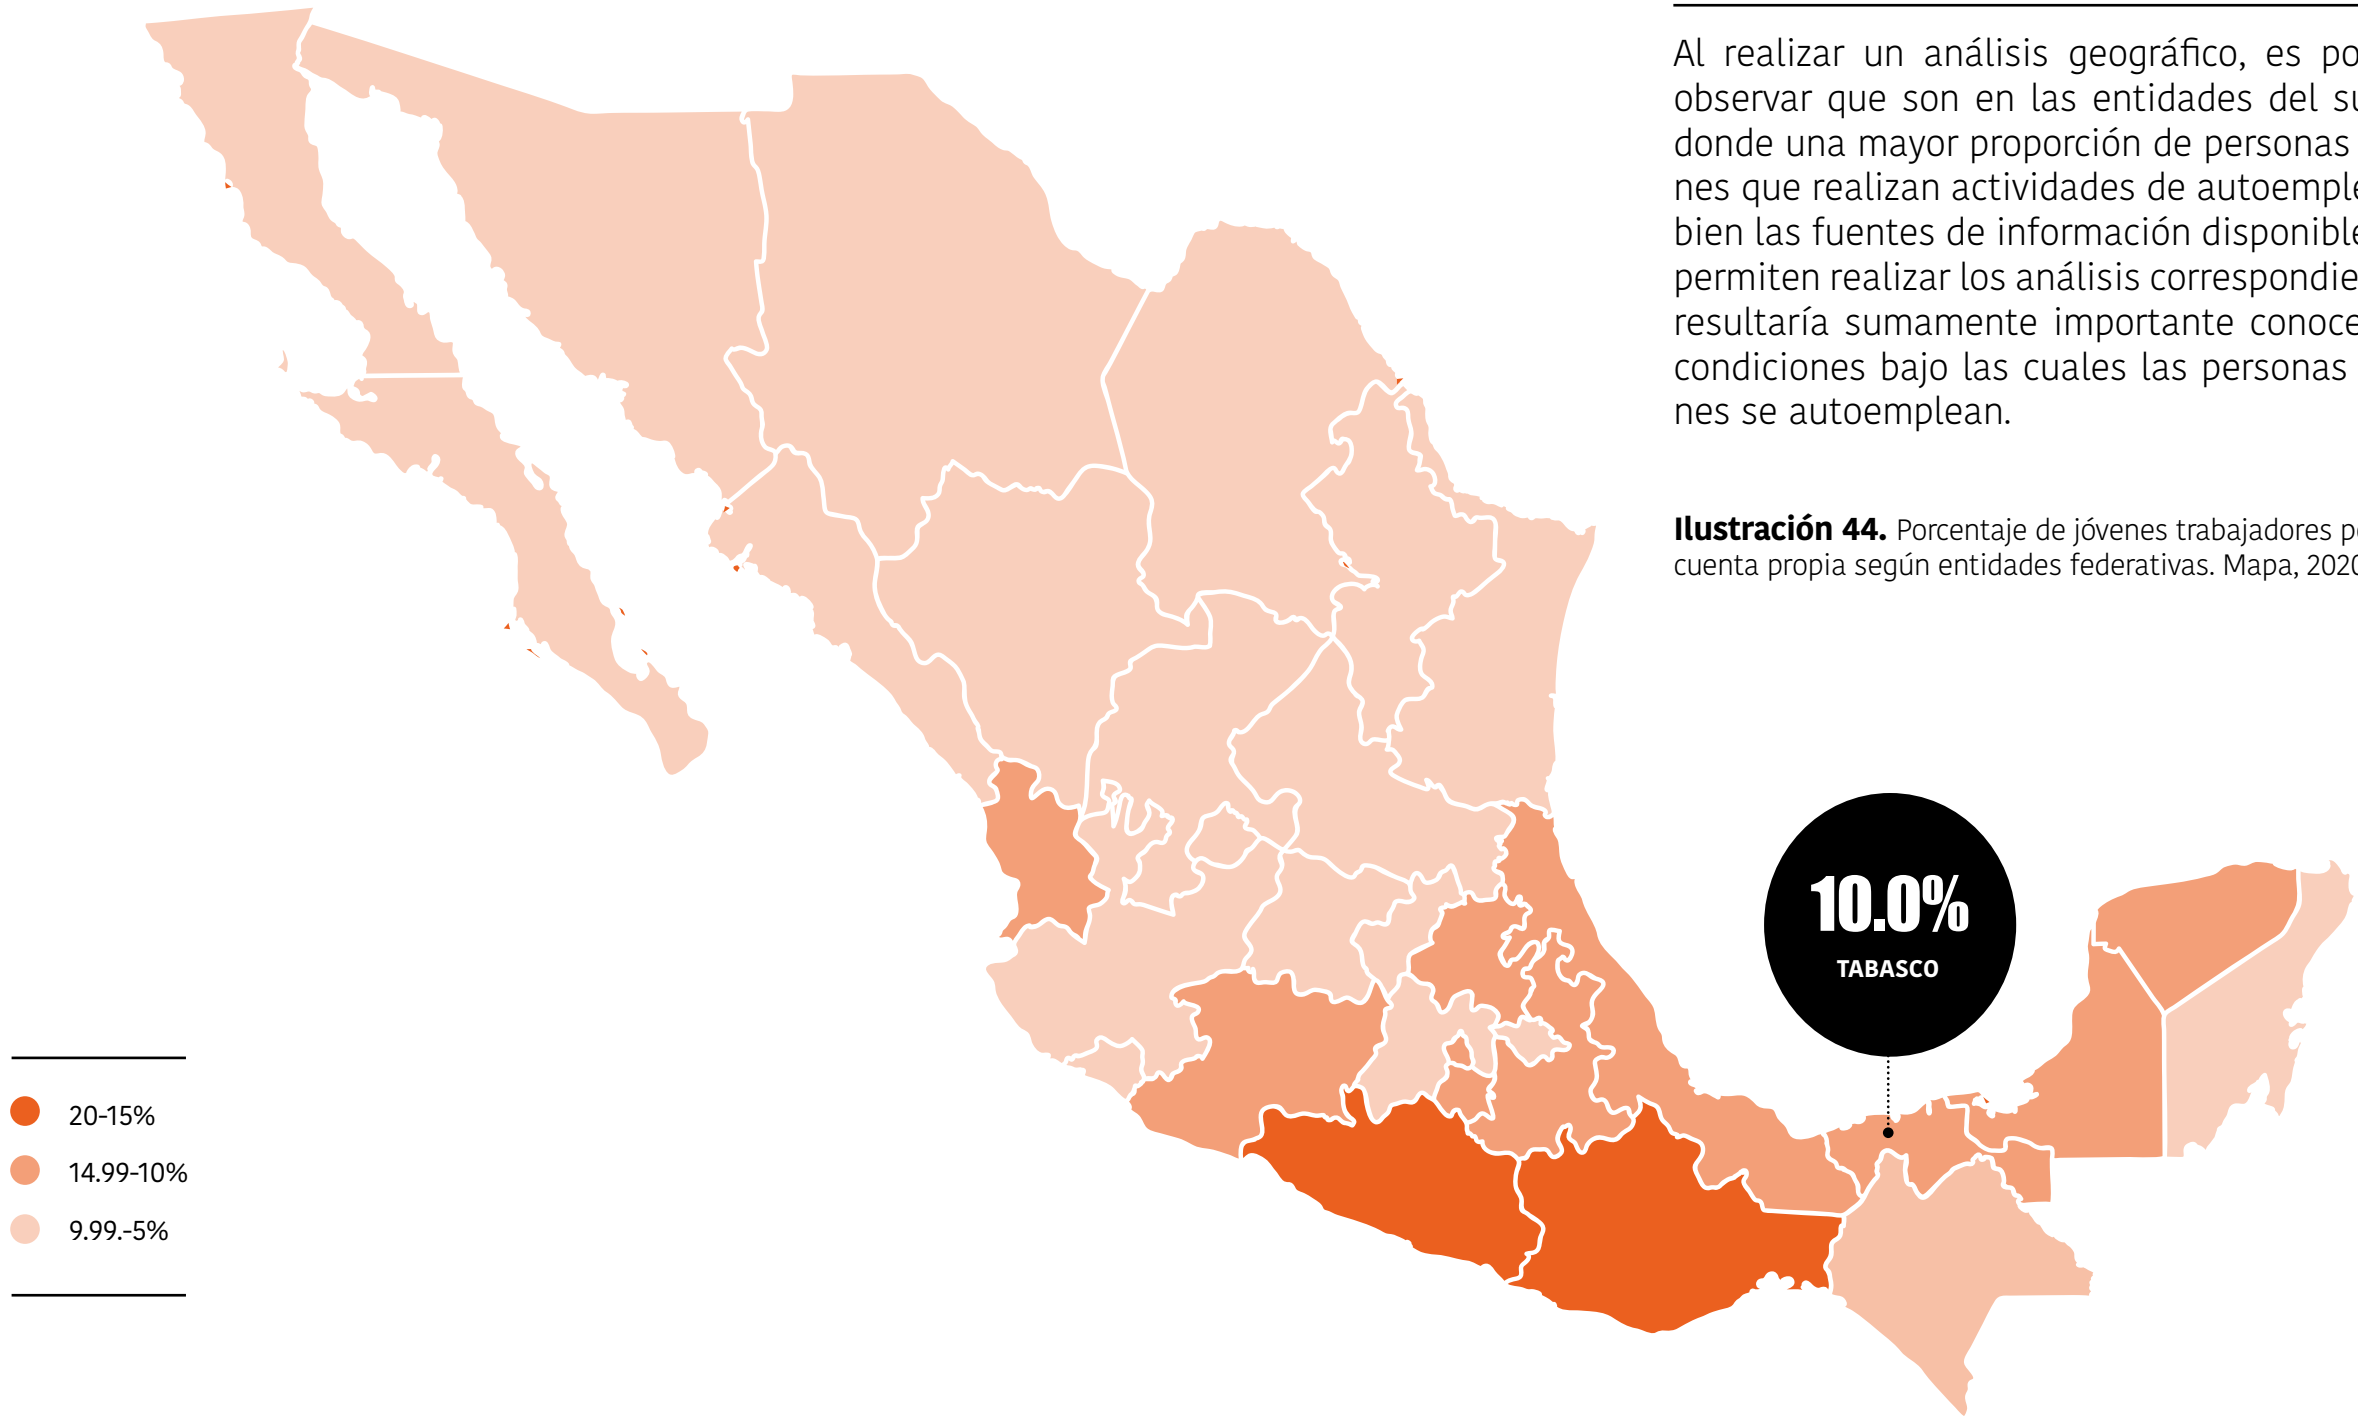 Al realizar un análisis geográfico, es po
observar que son en las entidades del su
donde una mayor proporción de personas
nes que realizan actividades de autoemple
bien las fuentes de información disponible
permiten realizar los análisis correspondie
resultaría sumamente importante conoce
condiciones bajo las cuales las personas
nes se autoemplean.
Ilustración 44. Porcentaje de jóvenes trabajadores po
cuenta propia según entidades federativas. Mapa, 2020
10.0%
TABASCO
20-15%
14.99-10%
9.99.-5%